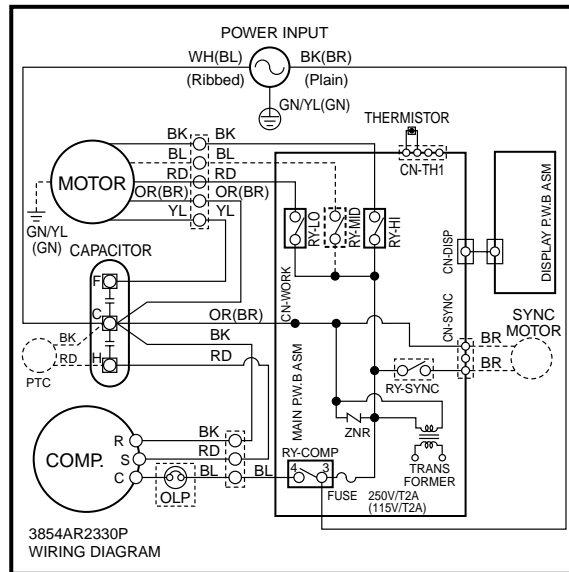 POWER INPUT
WH(BL) BK(BR)
(Ribbed) (Plain)
GN/YL(GN)
THERMISTOR
CN-TH1
BK BK
BL BL
RD RD
OR(BR) OR(BR)
YL YL
MOTOR
GN/YL
(GN)
CAPACITOR
RY-LO
RY-MID
RY-HI
CN-DISP
DISPLAY P.W.B ASM
F
C
H
CN-WORK
CN-SYNC
OR(BR)
BK
RD
BK
RD
PTC
SYNC
MOTOR
BR
BR
RY-SYNC
MAIN P.W.B ASM
ZNR
TRANS
FORMER
COMP.
R
S
C
BK
RD
BL BL
OLP
RY-COMP
4 3
FUSE
250V/T2A
(115V/T2A)
3854AR2330P
WIRING DIAGRAM